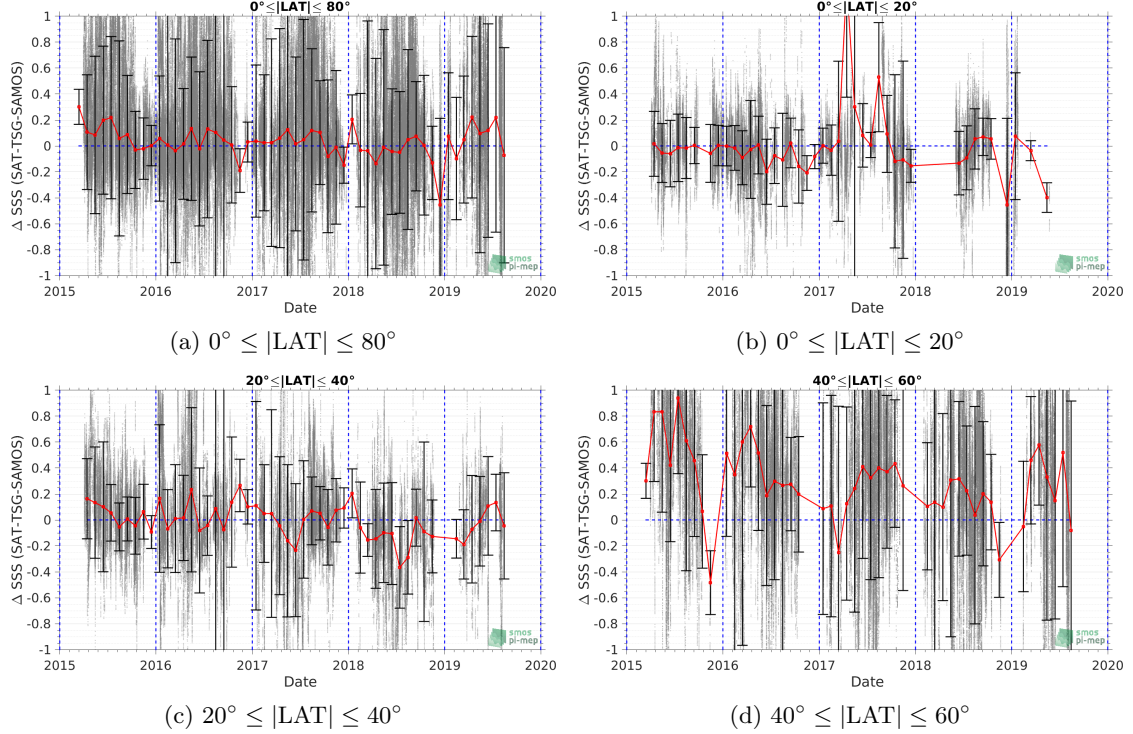 0°≤|LAT|≤ 80°
Δ SSS (SAT-TSG-SAMOS)
1
0.8
0.6
0.4
0.2
0
-0.2
-0.4
-0.6
-0.8
-1
2015 2016 2017 2018 2019 2020
Date
smos
pi-mep
(a) 0° ≤ |LAT| ≤ 80°
0°≤|LAT|≤ 20°
Δ SSS (SAT-TSG-SAMOS)
1
0.8
0.6
0.4
0.2
0
-0.2
-0.4
-0.6
-0.8
-1
2015 2016 2017 2018 2019 2020
Date
smos
pi-mep
(b) 0° ≤ |LAT| ≤ 20°
20°≤|LAT|≤ 40°
Δ SSS (SAT-TSG-SAMOS)
1
0.8
0.6
0.4
0.2
0
-0.2
-0.4
-0.6
-0.8
-1
2015 2016 2017 2018 2019 2020
Date
smos
pi-mep
(c) 20° ≤ |LAT| ≤ 40°
40°≤|LAT|≤ 60°
Δ SSS (SAT-TSG-SAMOS)
1
0.8
0.6
0.4
0.2
0
-0.2
-0.4
-0.6
-0.8
-1
2015 2016 2017 2018 2019 2020
Date
smos
pi-mep
(d) 40° ≤ |LAT| ≤ 60°